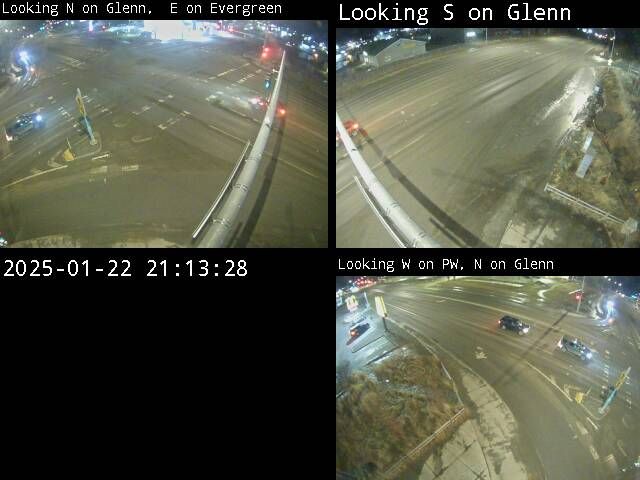 Looking N on Glenn,  E on Evergreen
Looking S on Glenn
2025-01-22 21:13:28
Looking W on PW, N on Glenn